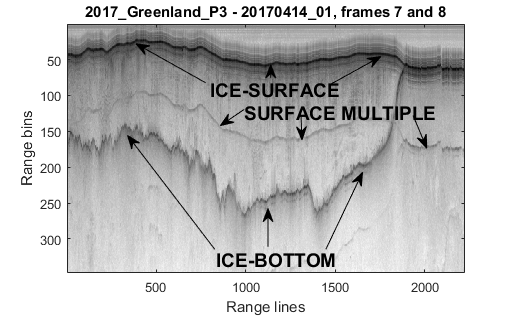 2017_Greenland_P3 - 20170414_01, frames 7 and 8
50
100
150
200
250
300
Range bins
ICE-SURFACE
SURFACE MULTIPLE
ICE-BOTTOM
500
1000
1500
2000
Range lines